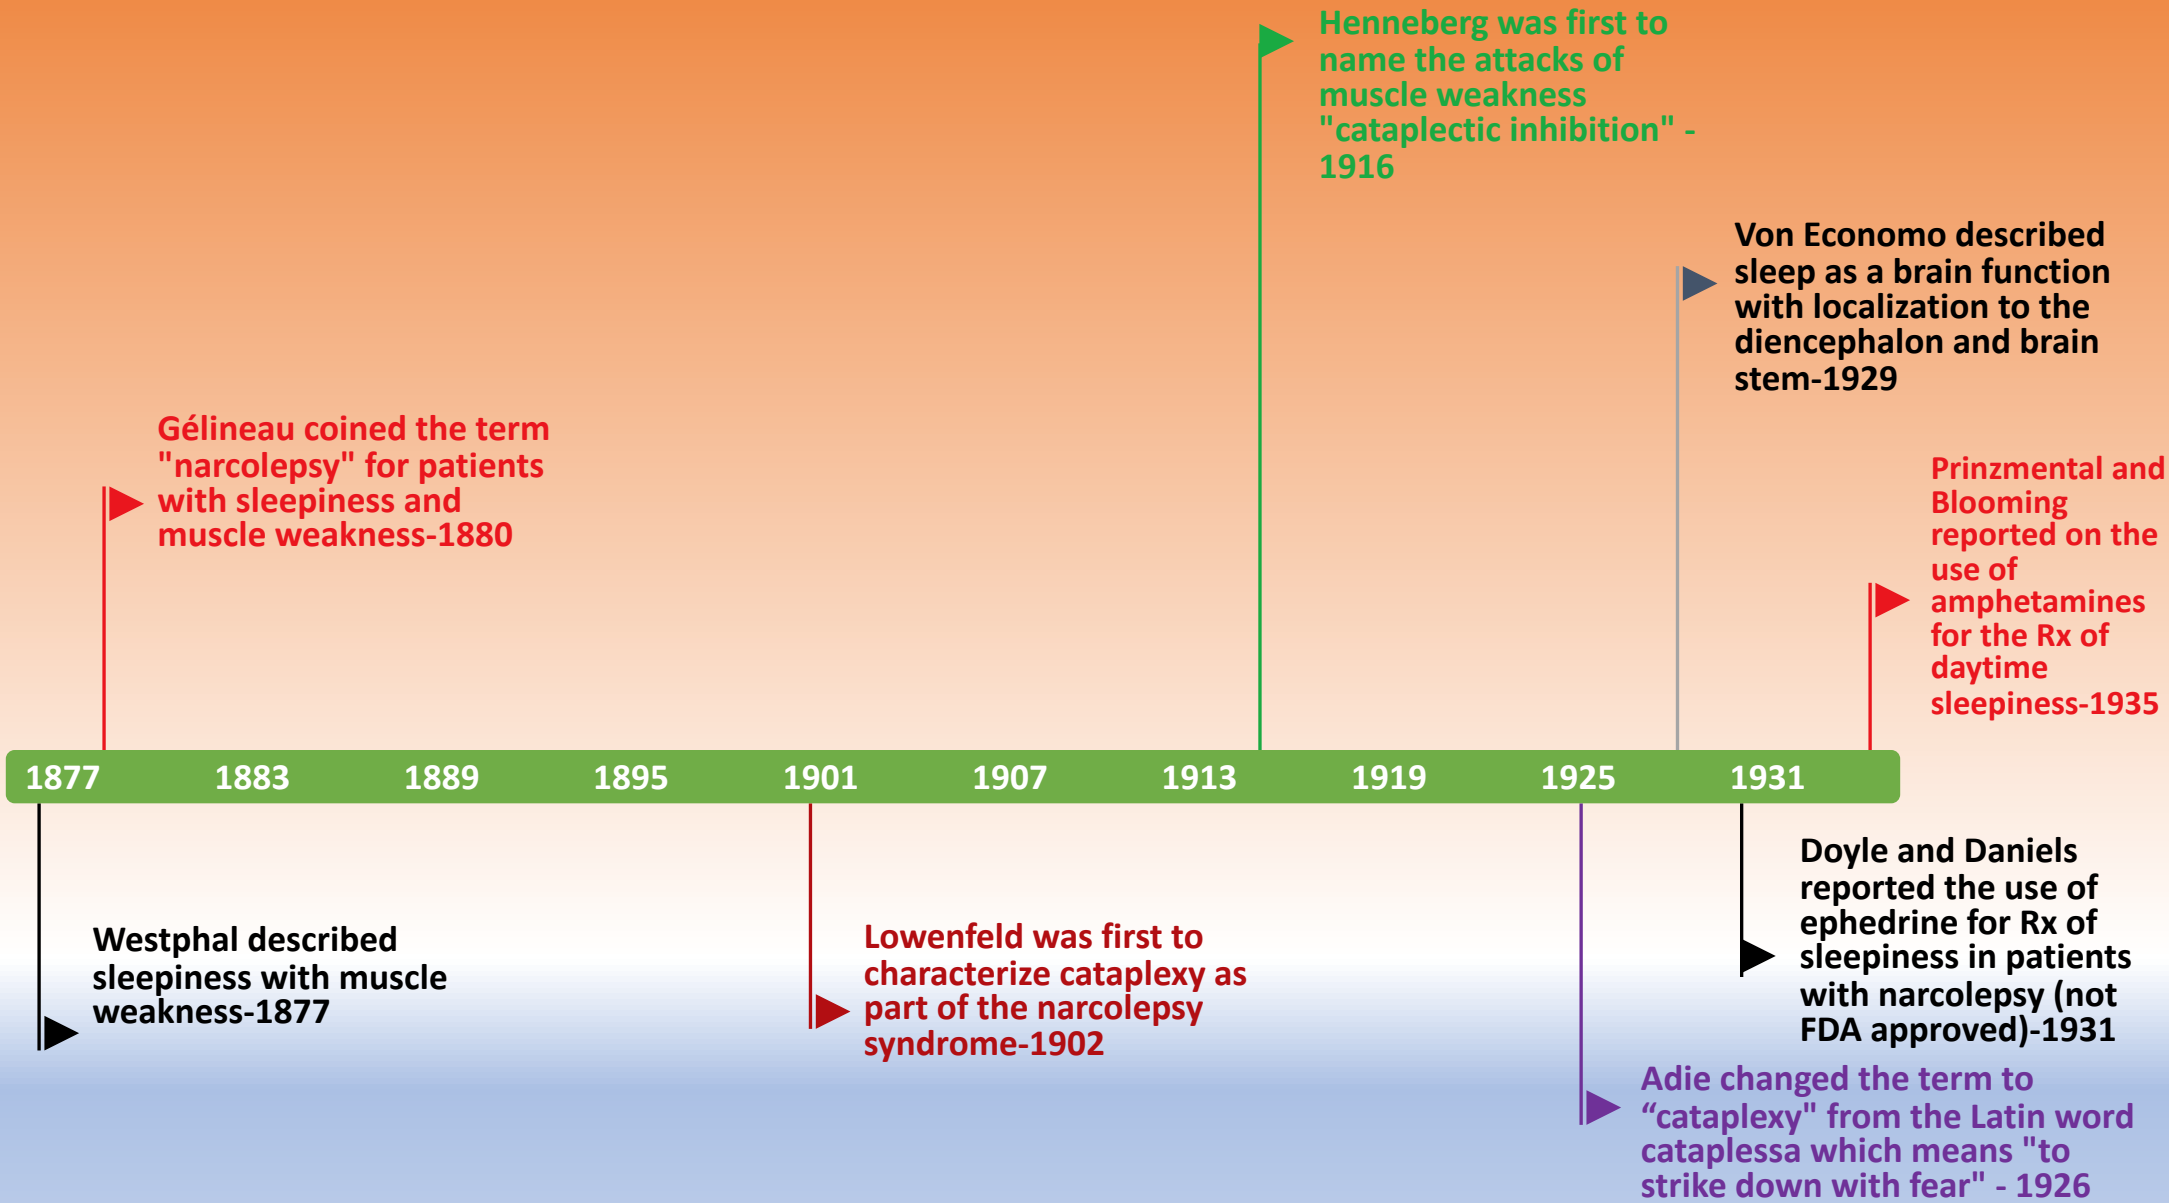 Henneberg was first to
name the attacks of
muscle weakness
"cataplectic inhibition" -
1916
Von Economo described
sleep as a brain function
with localization to the
diencephalon and brain
stem-1929
Gélineau coined the term
"narcolepsy" for patients
with sleepiness and
muscle weakness-1880
Prinzmental and
Blooming
reported on the
use of
amphetamines
for the Rx of
daytime
sleepiness-1935
1877 1883 1889 1895 1901 1907 1913 1919 1925 1931
Westphal described
sleepiness with muscle
weakness-1877
Lowenfeld was first to
characterize cataplexy as
part of the narcolepsy
syndrome-1902
Doyle and Daniels
reported the use of
ephedrine for Rx of
sleepiness in patients
with narcolepsy (not
FDA approved)-1931
Adie changed the term to
“cataplexy" from the Latin word
cataplessa which means "to
strike down with fear" - 1926